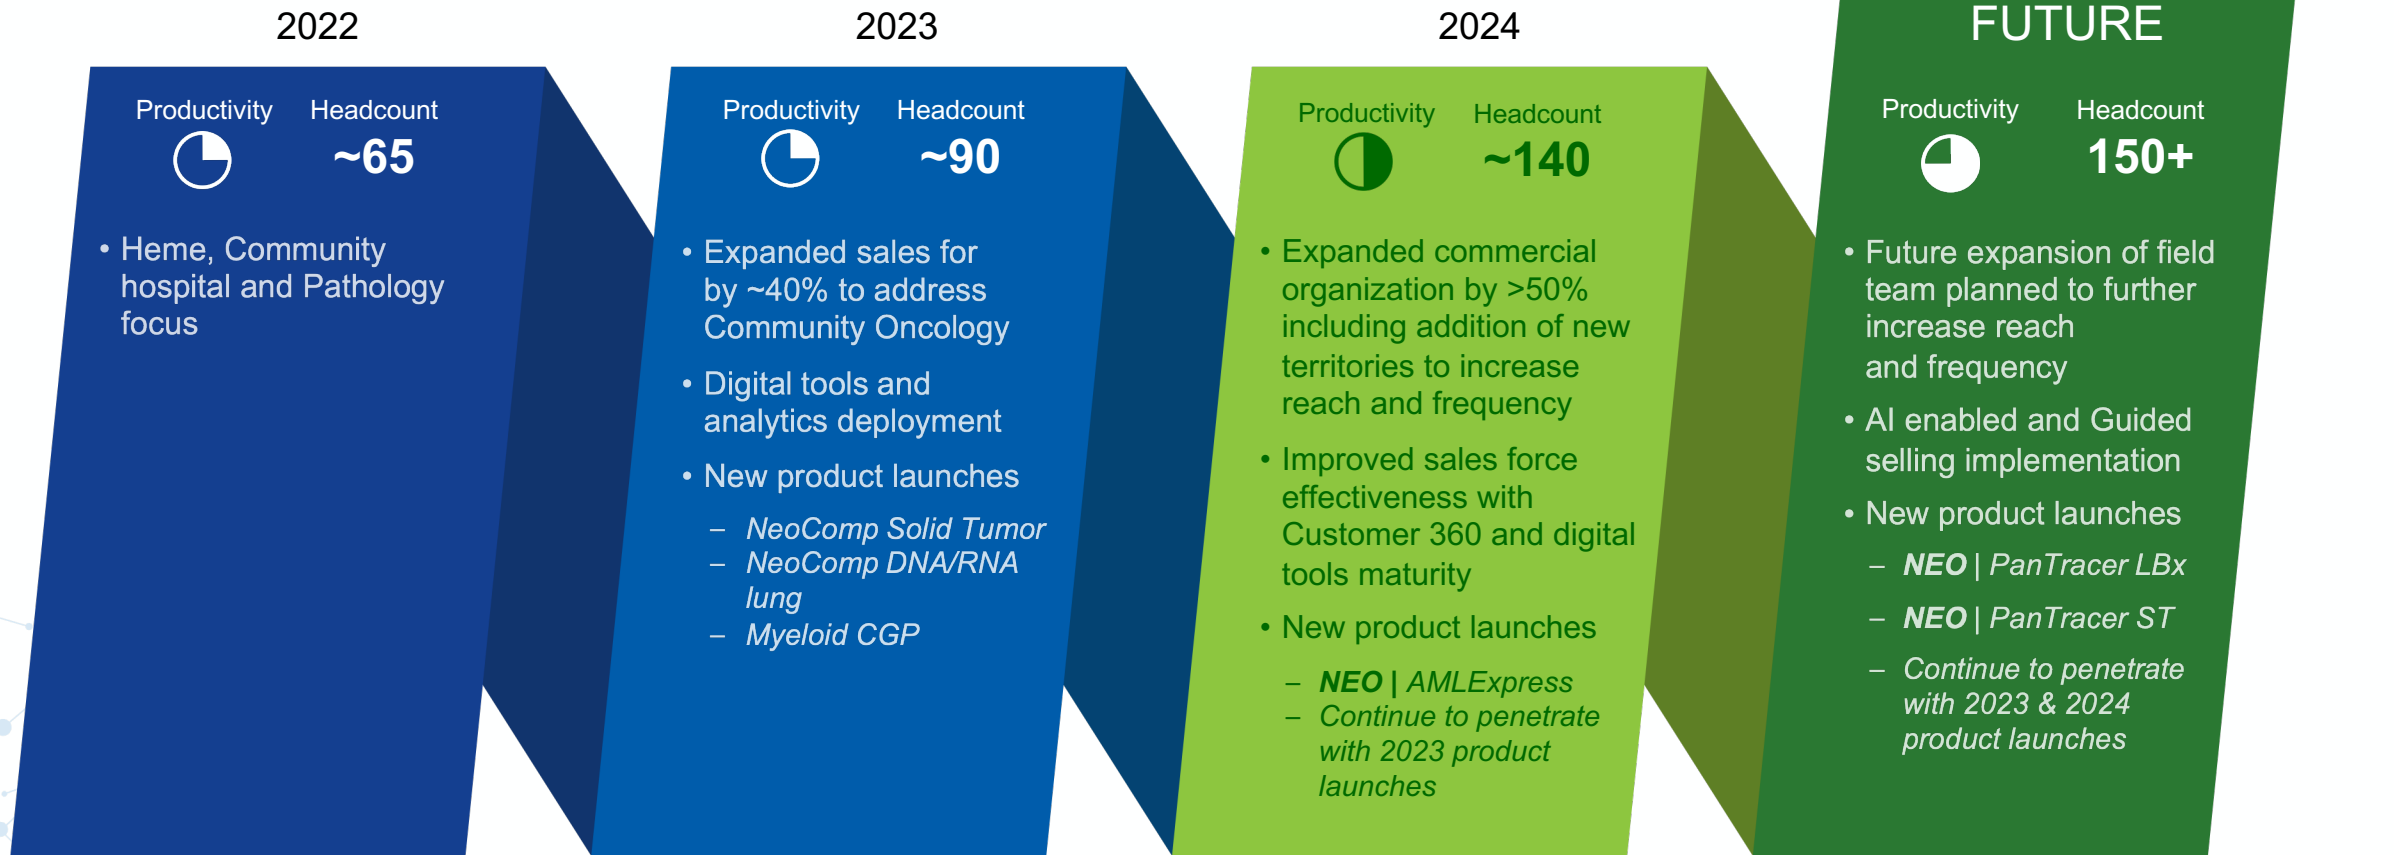 2022
Productivity Headcount
~65
• Heme, Community
hospital and Pathology
focus
2023
Productivity Headcount
~90
• Expanded sales for
by ~40% to address
Community Oncology
• Digital tools and
analytics deployment
• New product launches
– NeoComp Solid Tumor
– NeoComp DNA/RNA
lung
– Myeloid CGP
2024
Productivity Headcount
~140
• Expanded commercial
organization by >50%
including addition of new
territories to increase
reach and frequency
• Improved sales force
effectiveness with
Customer 360 and digital
tools maturity
• New product launches
– NEO | AMLExpress
– Continue to penetrate
with 2023 product
launches
FUTURE
Productivity Headcount
150+
• Future expansion of field
team planned to further
increase reach
and frequency
• AI enabled and Guided
selling implementation
• New product launches
– NEO | PanTracer LBx
– NEO | PanTracer ST
– Continue to penetrate
with 2023 & 2024
product launches